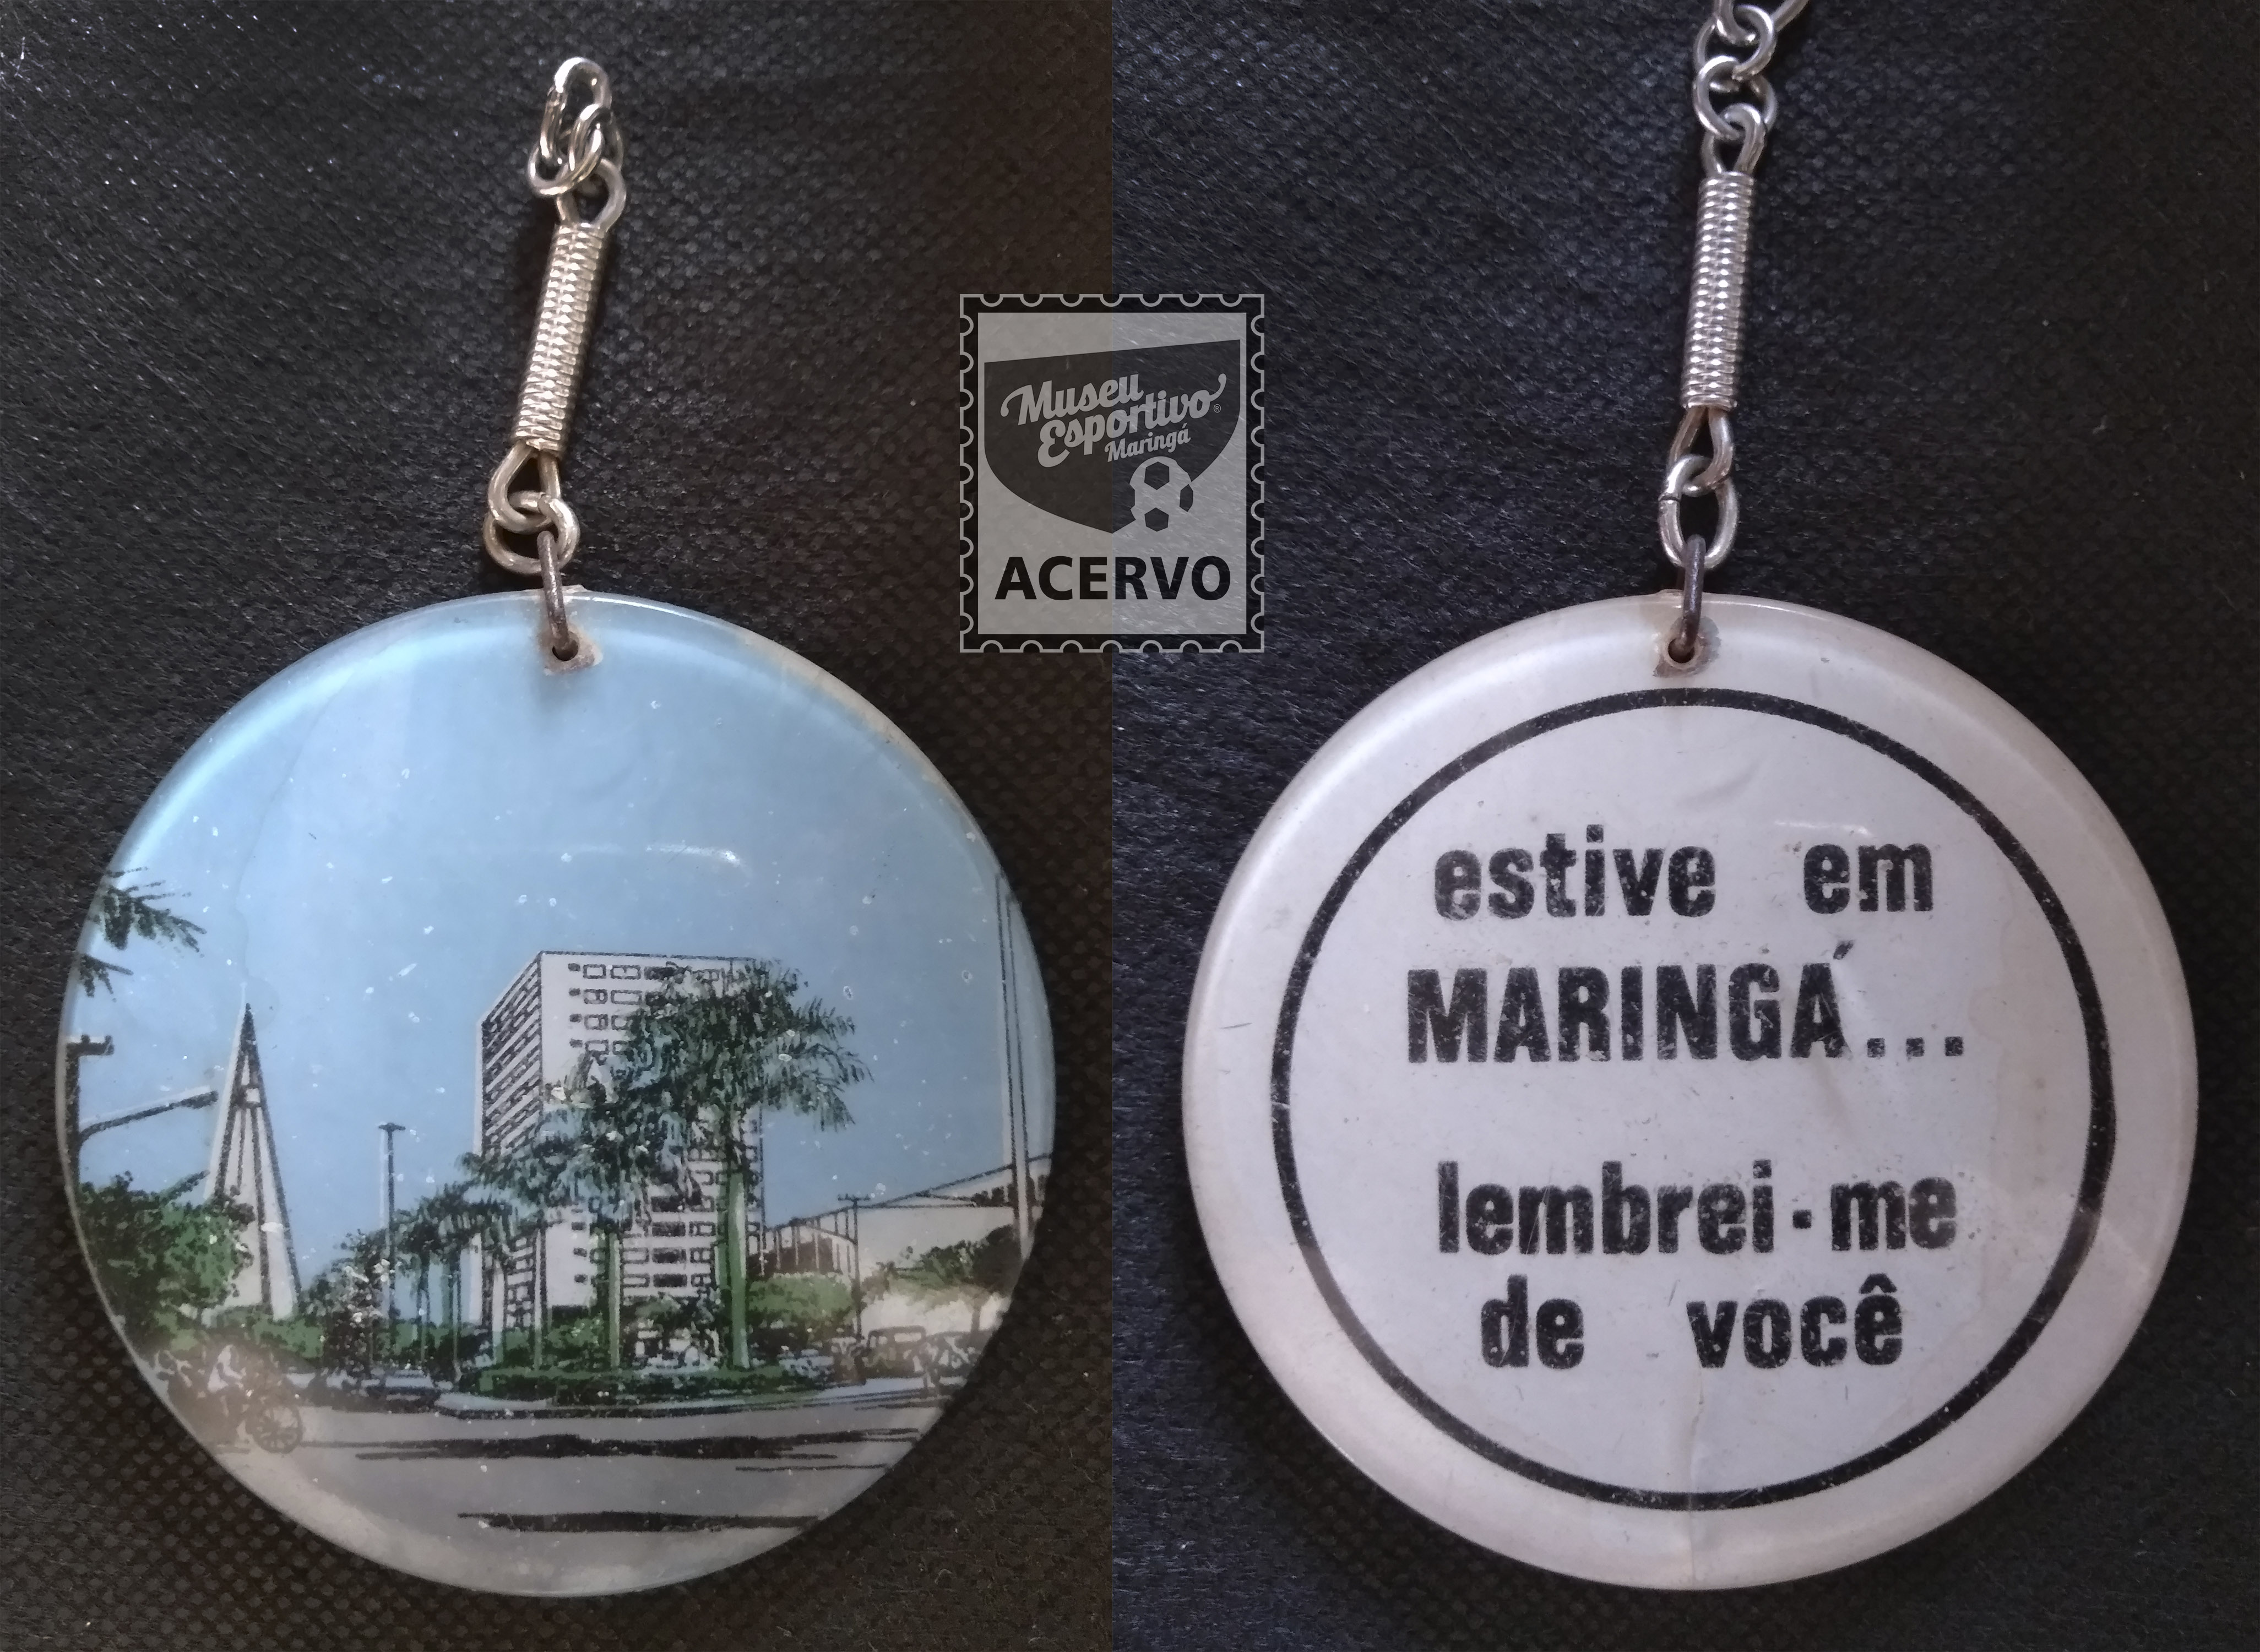 Museu
Esportivo®
Maringá
ACERVO
estive em
MARINGÁ...
lembrei-me
de você